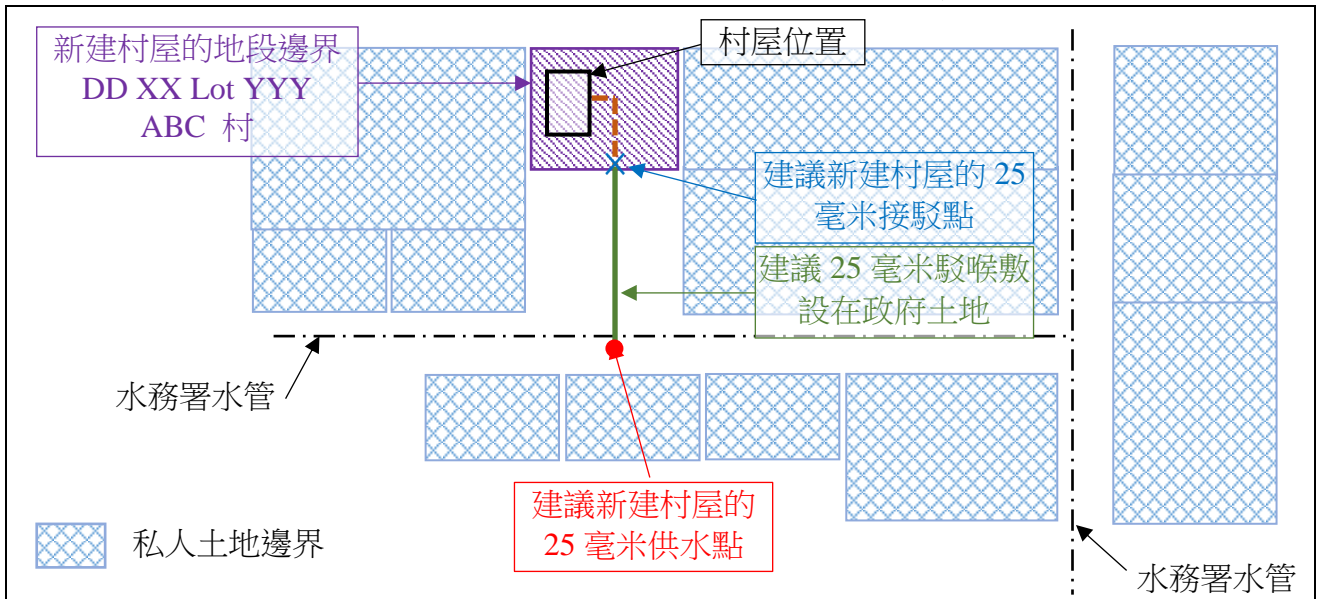 新建村屋的地段邊界
DD XX Lot YYY
ABC 村
村屋位置
建議新建村屋的 25
毫米接駁點
建議 25 毫米駁喉敷
設在政府土地
水務署水管
建議新建村屋的
25 毫米供水點
私人土地邊界
水務署水管